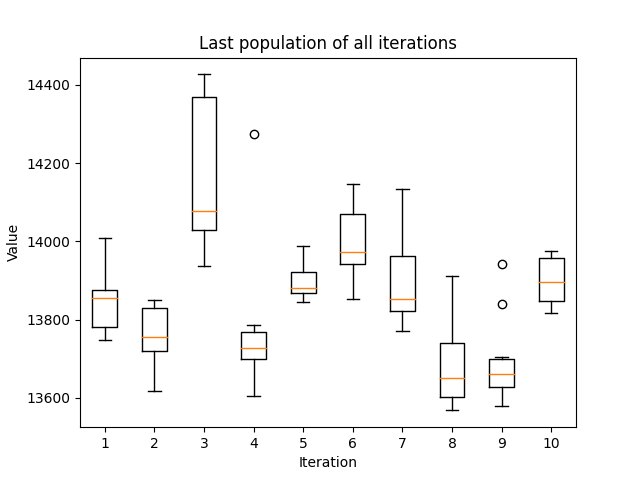 Last population of all iterations
14400
14200
14000
13800
13600
Value
1 2 3 4 5 6 7 8 9 10
Iteration